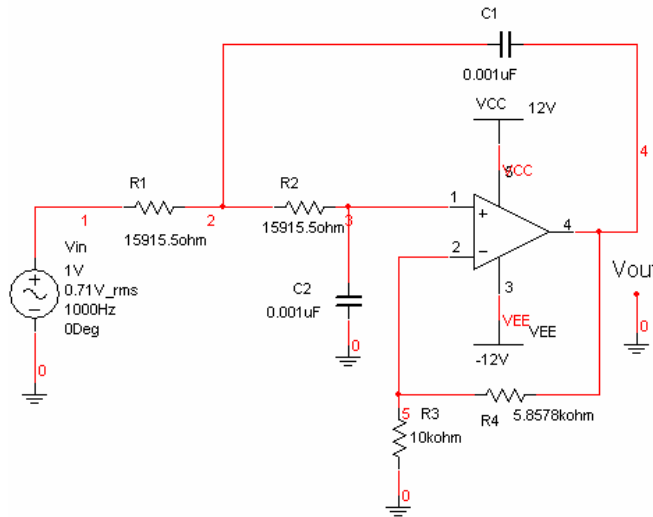 C1
0.001uF
VCC 12V
5 VCC
4
R1
R2
1
2
3
15915.5ohm
15915.5ohm
1
2
4
3
Vin
1V
0.71V_rms
1000Hz
0Deg
C2
0.001uF
VEE VEE
-12V
Vout
0
0
0
5 R3
10kohm
R4
5.8578kohm
0